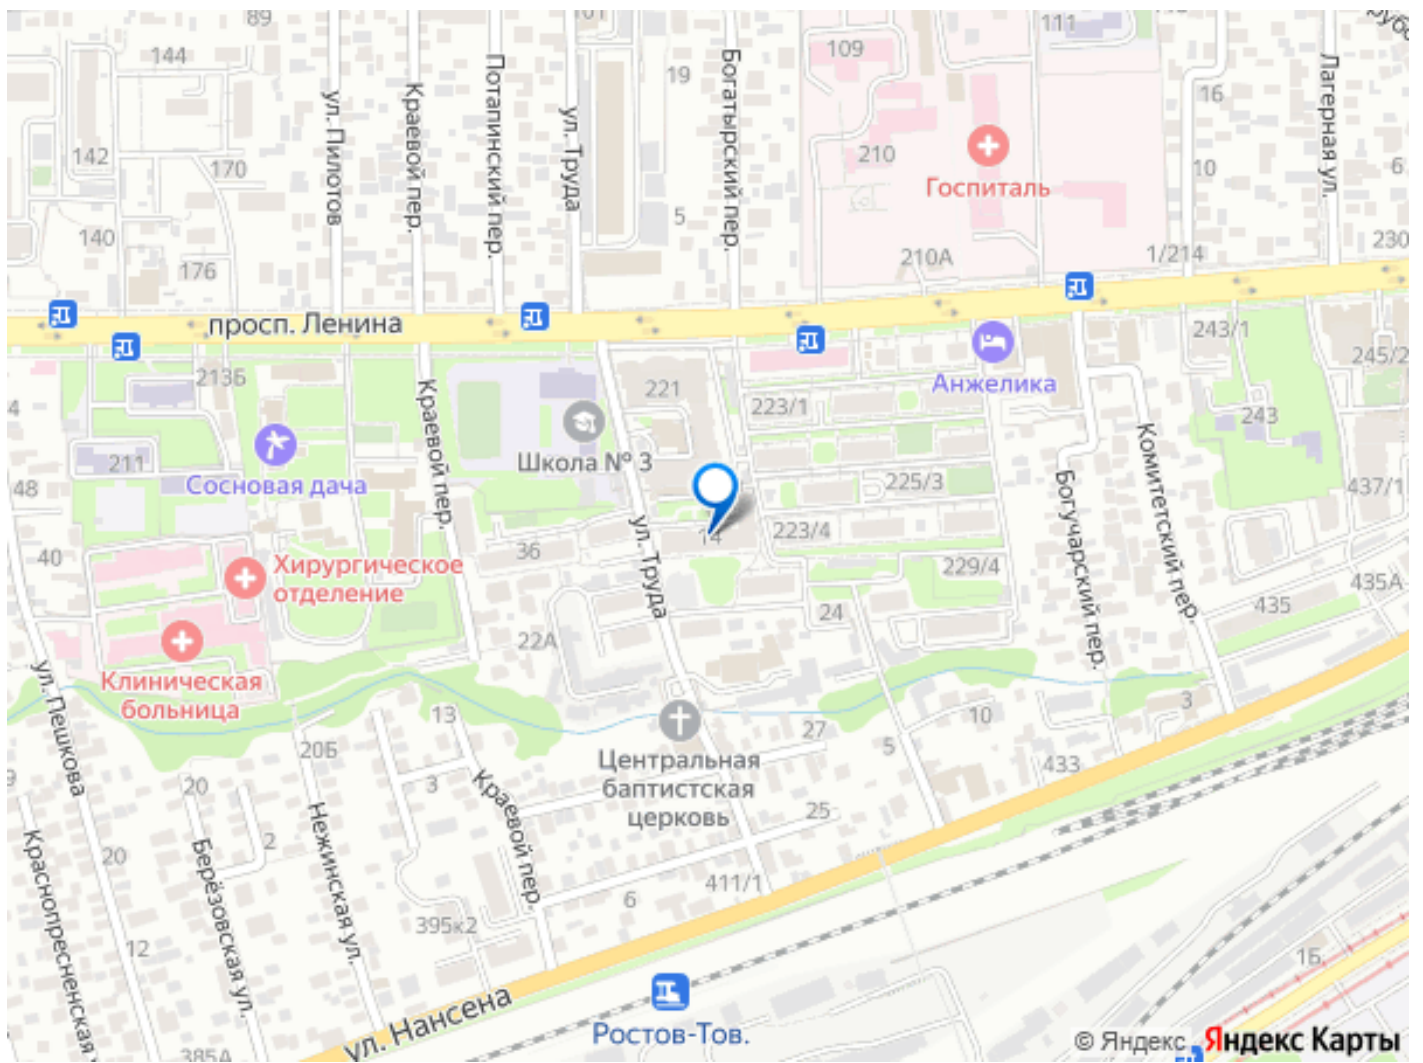 89
101
111
144
109
19
16
Лагерная ул.
142
ул. Пилотов
Краевой пер.
Потапинский пер.
ул. Труда
Богатырский пер.
210
Госпиталь
170
10
6
5
140
176
210А
1/214
230
просп. Ленина
243/1
245/2
213Б
Краевой пер.
221
223/1
Анжелика
243
211
Сосновая дача
Школа № 3
48
225/3
437/1
Богучарский пер.
Комитетский пер.
40
36
ул. Труда
14
223/4
229/4
Хирургическое
отделение
435
435А
22А
24
Клиническая
больница
ул. Пешкова
13
20Б
27
5
10
3
Центральная
баптистская
церковь
433
20
3
Краевой пер.
25
2
Нежинская ул.
Берёзовская ул.
20
Краснопресненская
6
411/1
395к2
12
1Б
ул. Нансена
Ростов-Тов.
385А
© Яндекс
Яндекс Карты